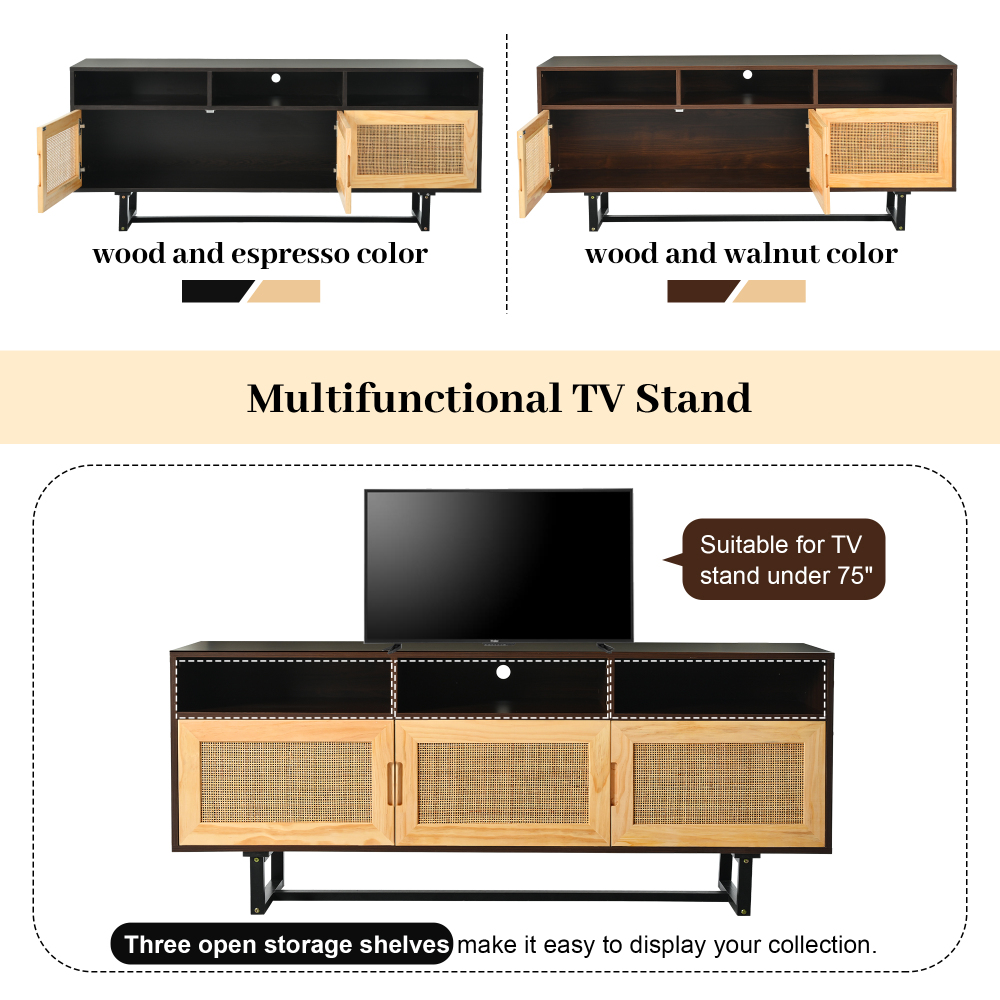 wood and espresso color
wood and walnut color
Multifunctional TV Stand
Suitable for TV
stand under 75"
Three open storage shelves make it easy to display your collection.